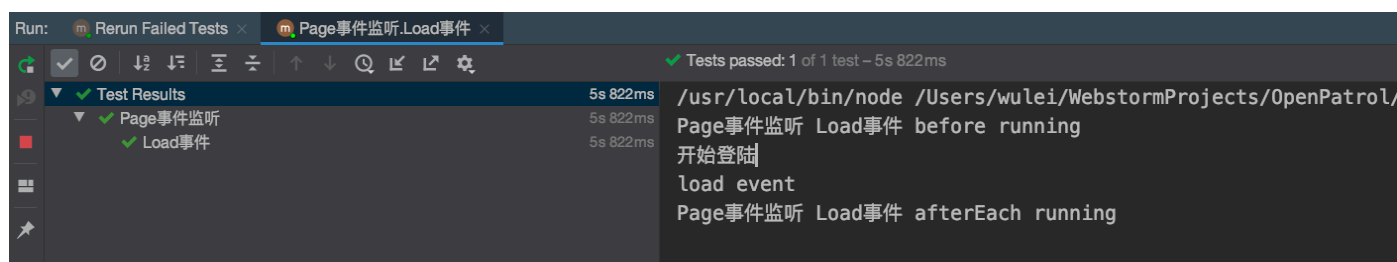 Run: Rerun Failed Tests × Page事件监听.Load事件 ×
Tests passed: 1 of 1 test – 5s 822ms
Test Results 5s 822ms
Page事件监听 5s 822ms
Load事件 5s 822ms
/usr/local/bin/node /Users/wulei/WebstormProjects/OpenPatrol/
Page事件监听 Load事件 before running
开始登陆
load event
Page事件监听 Load事件 afterEach running